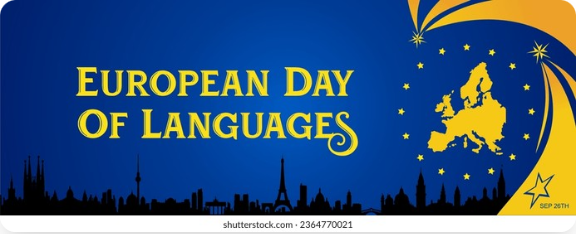 European Day
Of Languages
SEP 26TH
shutterstock.com · 2364770021